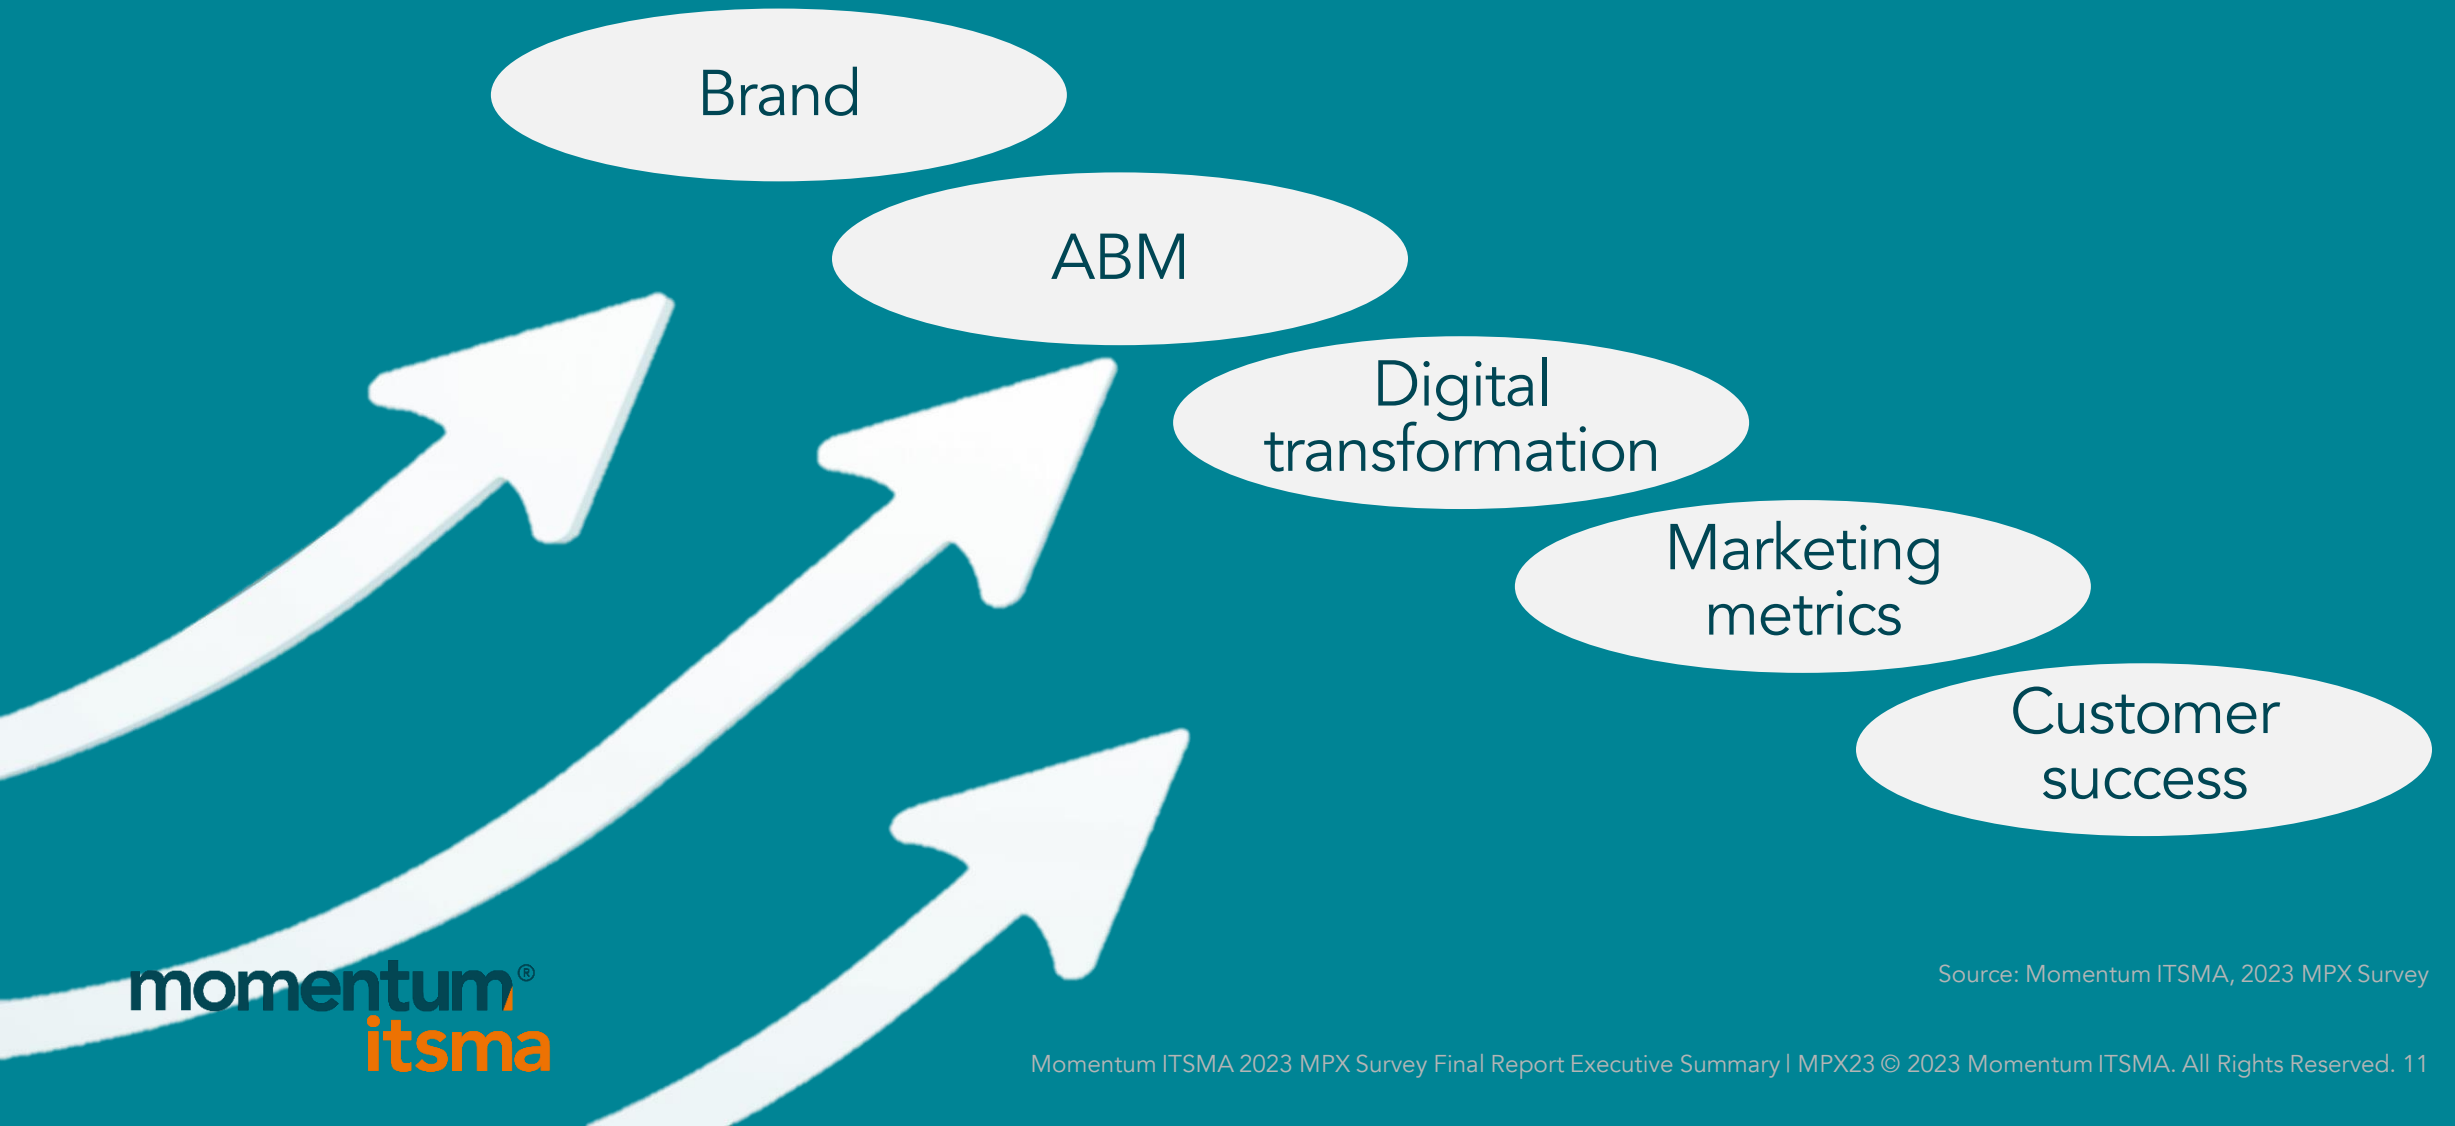 Brand
ABM
Digital
transformation
Marketing
metrics
Customer
success
Source: Momentum ITSMA, 2023 MPX Survey
momentum®
itsma
Momentum ITSMA 2023 MPX Survey Final Report Executive Summary | MPX23 © 2023 Momentum ITSMA. All Rights Reserved. 11